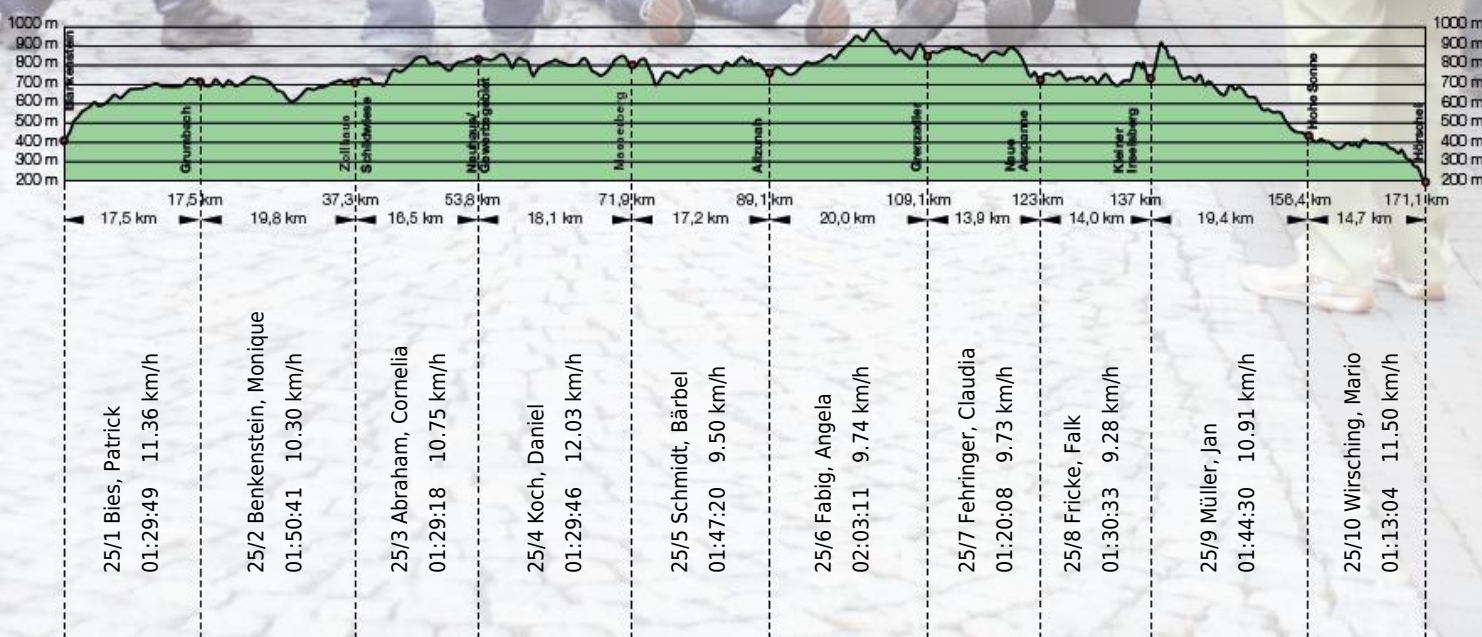 1000 m 1000 m
900 m 900 m
800 m 800 m
700 m 700 m
600 m 600 m
500 m 500 m
400 m 400 m
300 m 300 m
200 m 200 m
Blankenstein
Grumbach
Zollhaus
Schildwiese
Neuhaus/
Masserberg
Allzunah
Grenzadler
Neue
Ausspanne
Kleiner
Inselsberg
Hohe Sonne
Hörschel
17,5 km 37,3 km 53,8 km 71,9 km 89,1 km 109,1 km 123 km 137 km 156,4 km 171,1 km
17,5 km 19,8 km 16,5 km 18,1 km 17,2 km 20,0 km 13,9 km 14,0 km 19,4 km 14,7 km
25/1 Bies, Patrick
01:29:49 11.36 km/h
25/2 Benkenstein, Monique
01:50:41 10.30 km/h
25/3 Abraham, Cornelia
01:29:18 10.75 km/h
25/4 Koch, Daniel
01:29:46 12.03 km/h
25/5 Schmidt, Bärbel
01:47:20 9.50 km/h
25/6 Fabig, Angela
02:03:11 9.74 km/h
25/7 Fehringer, Claudia
01:20:08 9.73 km/h
25/8 Fricke, Falk
01:30:33 9.28 km/h
25/9 Müller, Jan
01:44:30 10.91 km/h
25/10 Wirsching, Mario
01:13:04 11.50 km/h